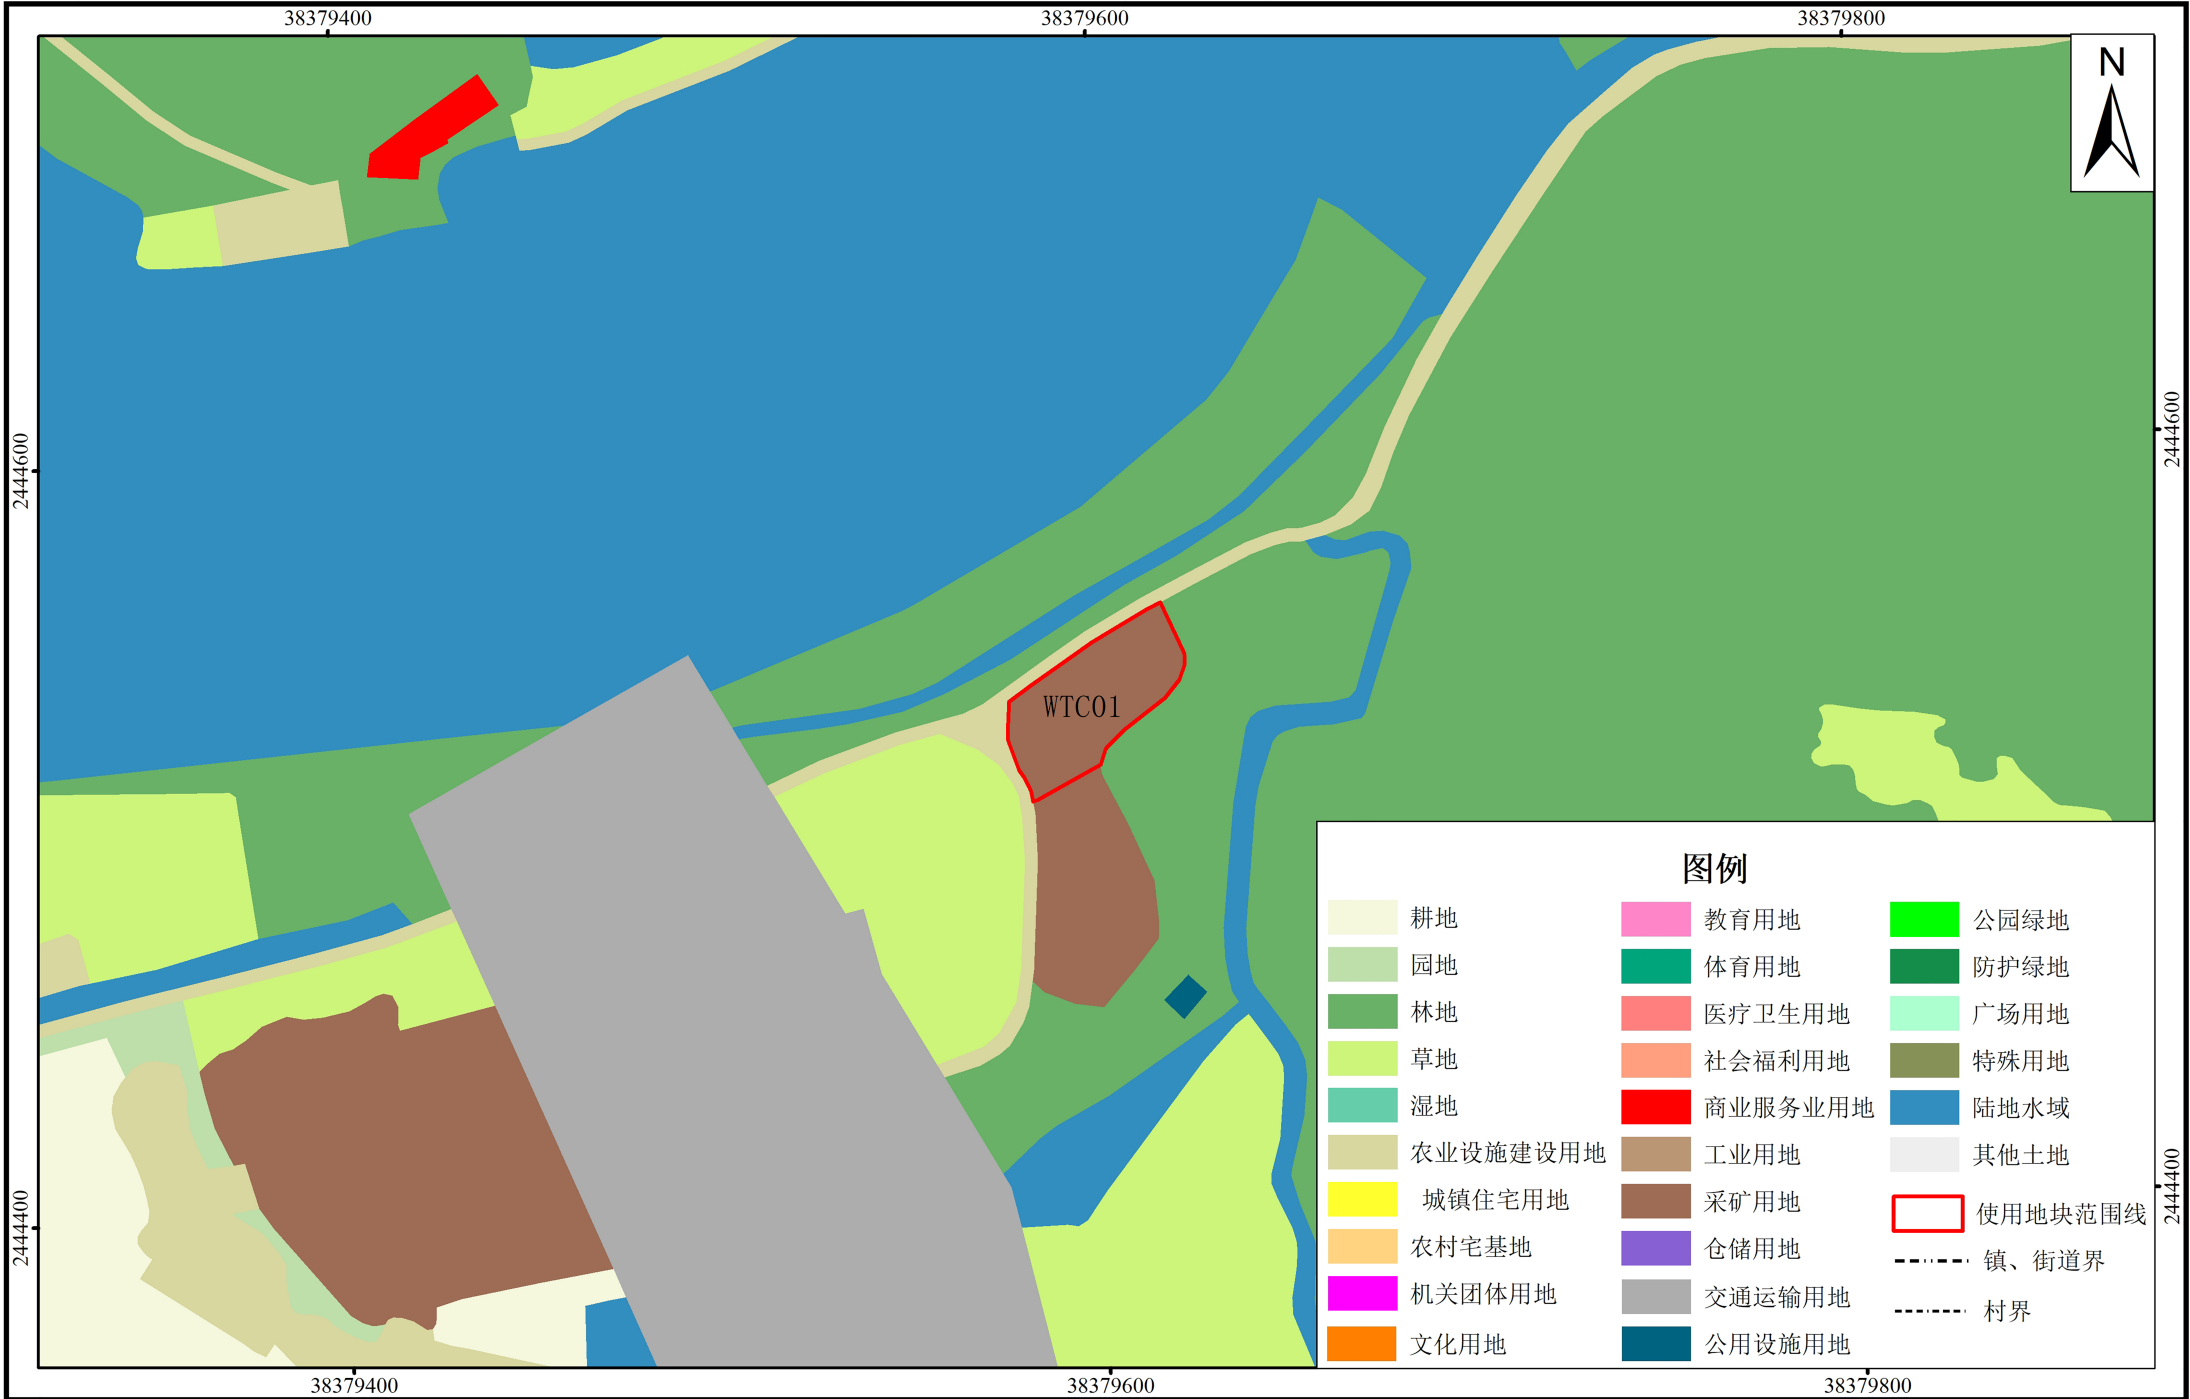 38379400
38379600
38379800
N
2444600
2444600
WTC01
图例
耕地
教育用地
公园绿地
园地
体育用地
防护绿地
林地
医疗卫生用地
广场用地
草地
社会福利用地
特殊用地
湿地
商业服务业用地
陆地水域
农业设施建设用地
工业用地
其他土地
城镇住宅用地
采矿用地
使用地块范围线
农村宅基地
仓储用地
镇、街道界
机关团体用地
交通运输用地
村界
文化用地
公用设施用地
2444400
2444400
38379400
38379600
38379800